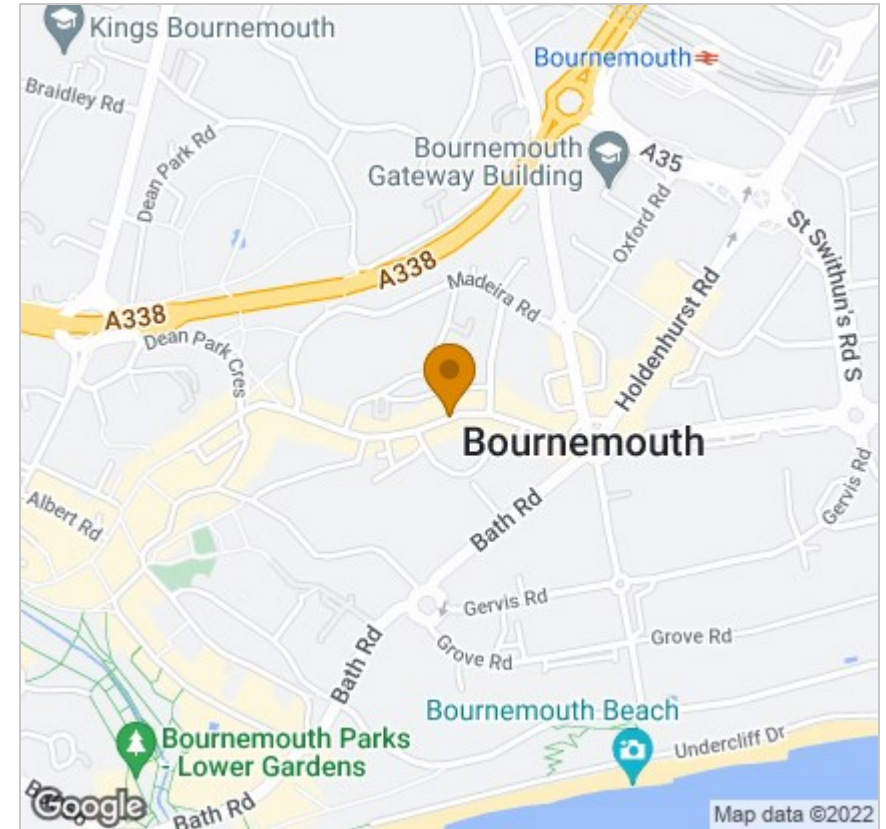 Kings Bournemouth
Bournemouth
Braidley Rd
Dean Park Rd
Bournemouth
Gateway Building
A35
Oxford Rd
St Swithun's Rd S
A338
Madeira Rd
A338
Dean Park Cres
Holdenhurst Rd
Bournemouth
Albert Rd
Bath Rd
Gervis Rd
Gervis Rd
Grove Rd
Grove Rd
Bath Rd
Bournemouth Beach
Undercliff Dr
Bournemouth Parks
- Lower Gardens
Google
Bath Rd
Map data ©2022